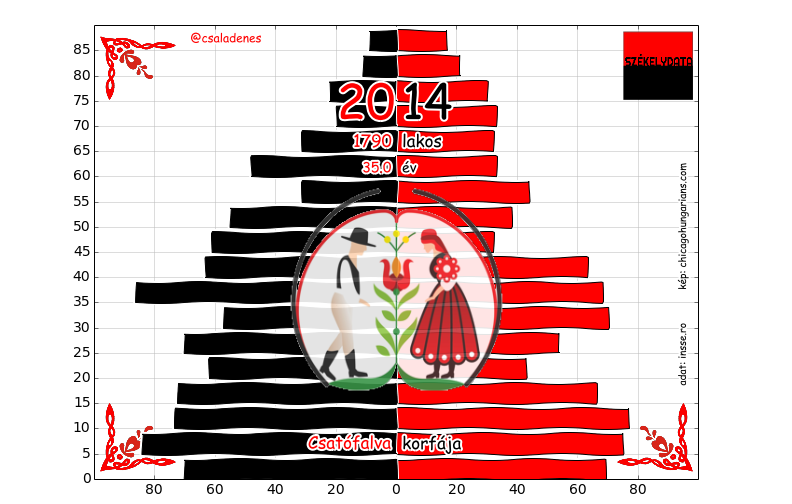 @csaladenes
SZÉKELYDATA
2014
1790 lakos
35.0 év
kép: chicagohungarians.com
adat: insse.ro
Csatófalva korfája
85
80
75
70
65
60
55
50
45
40
35
30
25
20
15
10
5
0
80 60 40 20 0 20 40 60 80